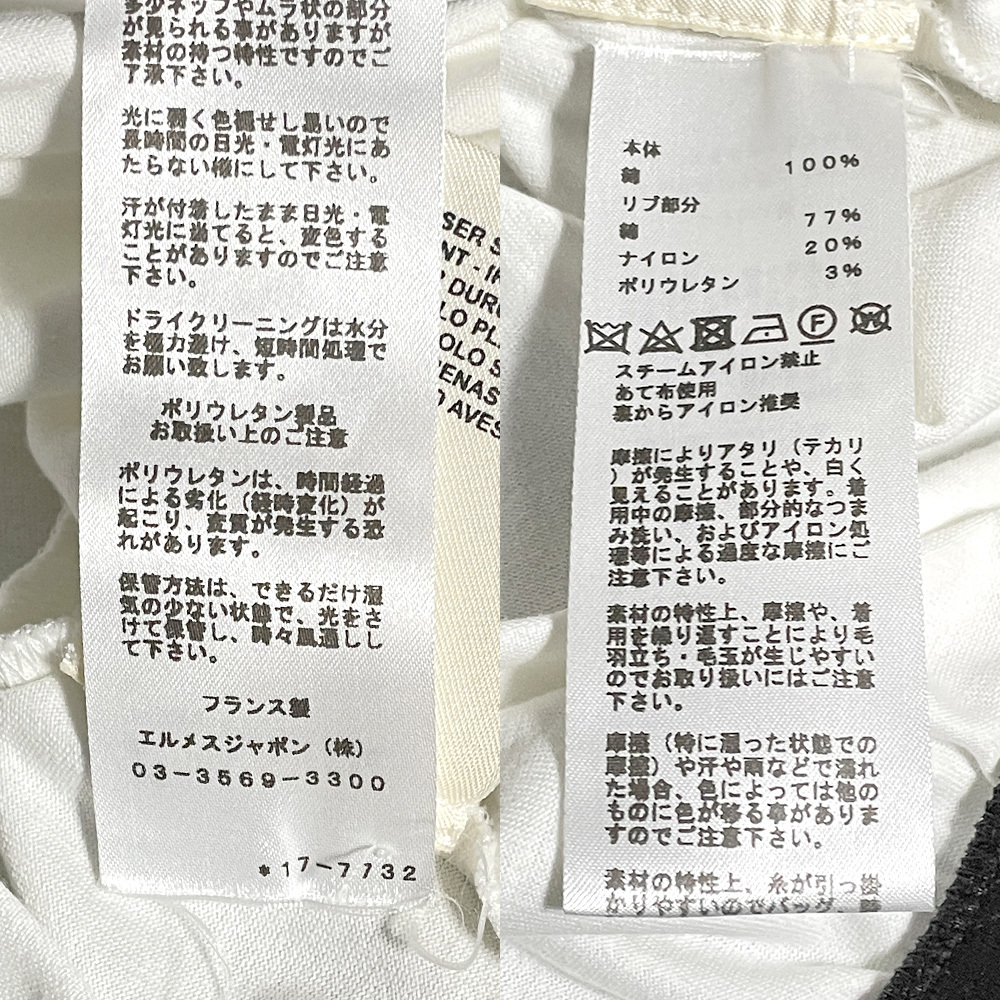 多少ネップやムラ状の部分
が見られる事がありますが
素材の持つ特性ですのでご
了承下さい。
光に弱く色褪せし易いので
長時間の日光・電灯光にあ
たらない様にして下さい。
汗が付着したまま日光・電
灯光に当てると、変色する
ことがありますのでご注意
下さい。
ドライクリーニングは水分
を極力避け、短時間処理で
お願い致します。
ポリウレタン製品
お取扱い上のご注意
ポリウレタンは、時間経過
による劣化（経時変化）が
起こり、変質が発生する恐
れがあります。
保管方法は、できるだけ湿
気の少ない状態で、光をさ
けて保管し、時々風通しし
て下さい。
フランス製
エルメスジャポン（株）
03-3569-3300
*17-7732
SER S
NT - I
DUR
LO PL
OLO S
ENAS
O AVES
本体
綿 100%
リブ部分
綿 77%
ナイロン 20%
ポリウレタン 3%
F
W
スチームアイロン禁止
あて布使用
裏からアイロン推奨
摩擦によりアタリ（テカリ
）が発生することや、白く
見えることがあります。着
用中の摩擦、部分的なつま
み洗い、およびアイロン処
理等による過度な摩擦にご
注意下さい。
素材の特性上、摩擦や、着
用を繰り返すことにより毛
羽立ち・毛玉が生じやすい
のでお取り扱いにはご注意
下さい。
摩擦（特に湿った状態での
摩擦）や汗や雨などで濡れ
た場合、色によっては他の
ものに色が移る事がありま
すのでご注意下さい。
素材の特性上、糸が引っ掛
かりやすいのでバッグ、時